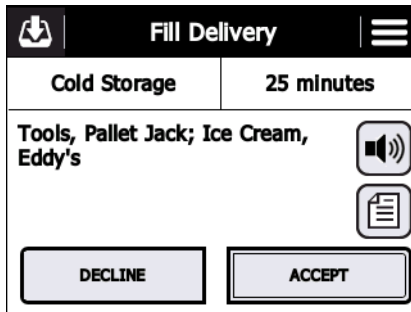 Fill Delivery
Cold Storage
25 minutes
Tools, Pallet Jack; Ice Cream,
Eddy's
DECLINE
ACCEPT